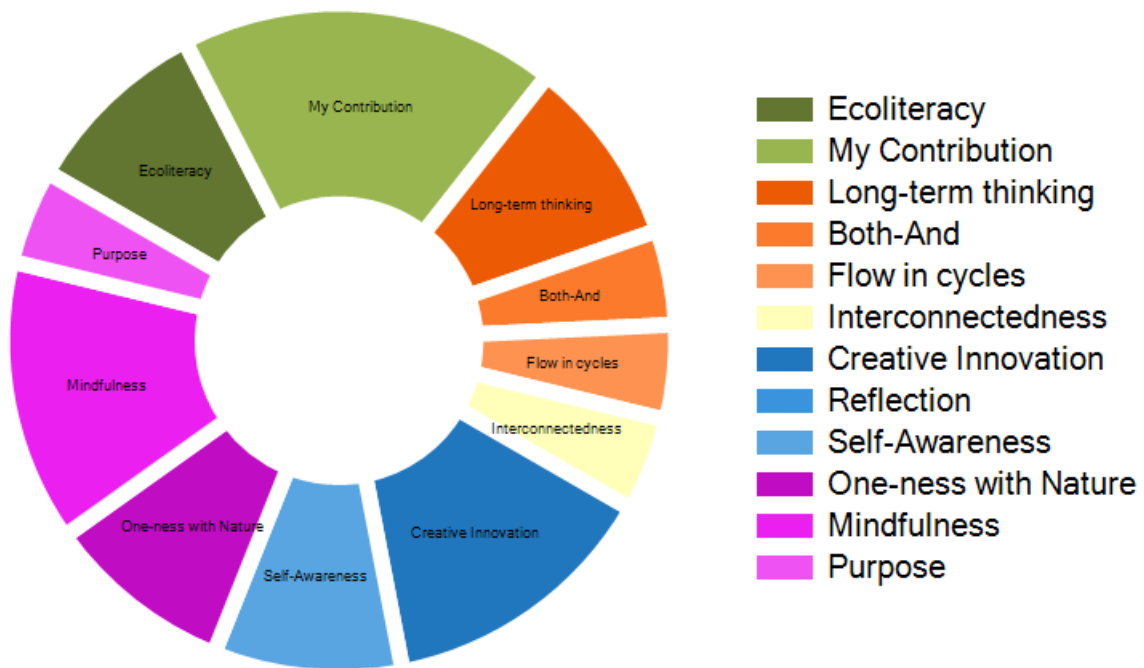 My Contribution
Ecoliteracy
Long-term thinking
Purpose
Both-And
Flow in cycles
Mindfulness
Interconnectedness
One-ness with Nature
Creative Innovation
Self-Awareness
Ecoliteracy
My Contribution
Long-term thinking
Both-And
Flow in cycles
Interconnectedness
Creative Innovation
Reflection
Self-Awareness
One-ness with Nature
Mindfulness
Purpose